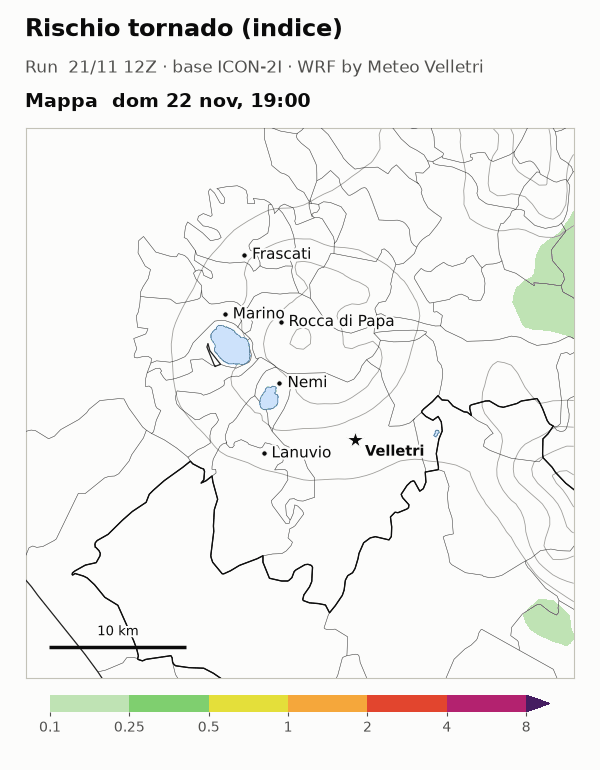 Rischio tornado (indice)
Run  21/11 12Z · base ICON-2I · WRF by Meteo Velletri
Mappa  dom 22 nov, 19:00
Frascati
Marino
Rocca di Papa
Nemi
Velletri
Lanuvio
10 km
0.1 0.25 0.5 1 2 4 8